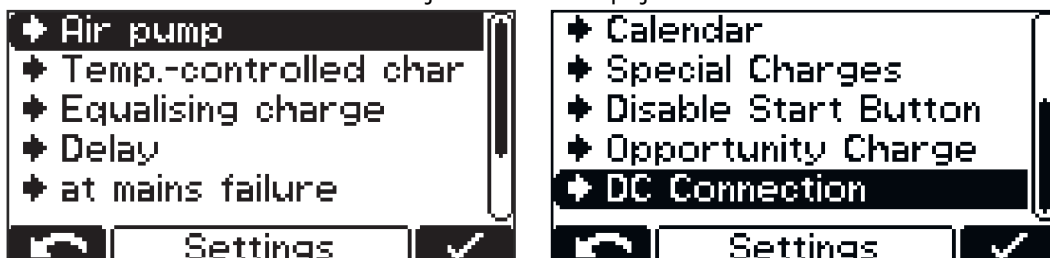 Air pump
Temp.-controlled char
Equalising charge
Delay
at mains failure
Settings
Calendar
Special Charges
Disable Start Button
Opportunity Charge
DC Connection
Settings